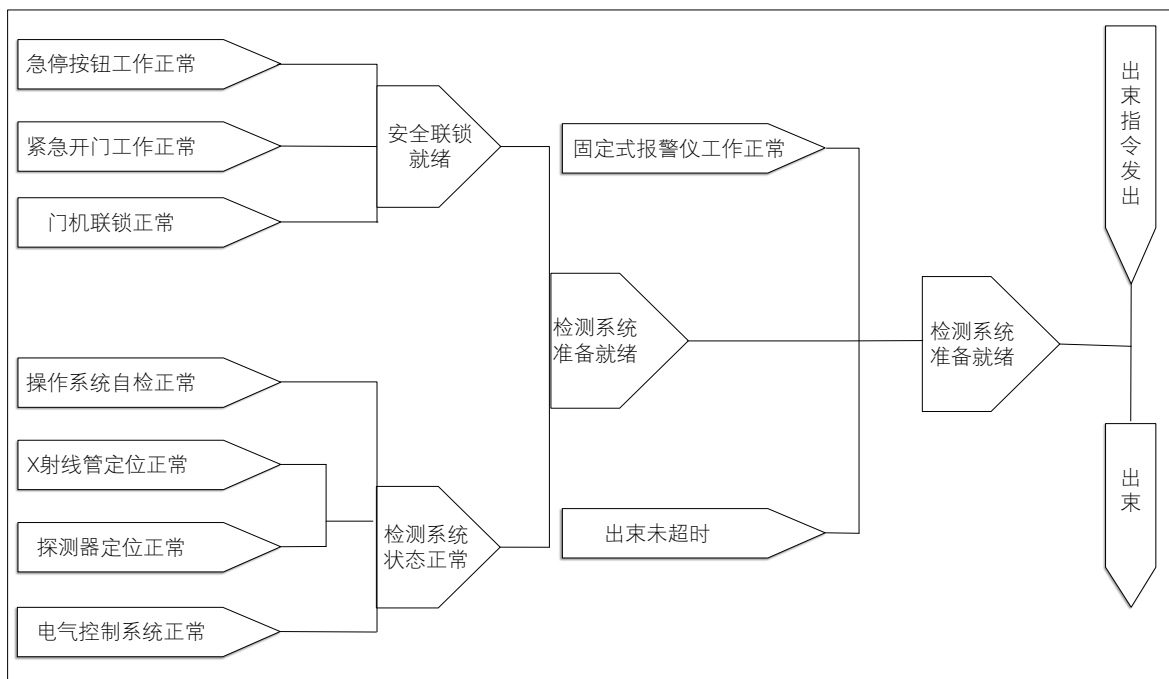 急停按钮工作正常
紧急开门工作正常
门机联锁正常
安全联锁
就绪
操作系统自检正常
X射线管定位正常
探测器定位正常
电气控制系统正常
检测系统
状态正常
检测系统
准备就绪
固定式报警仪工作正常
出束未超时
检测系统
准备就绪
出束指令发出
出束